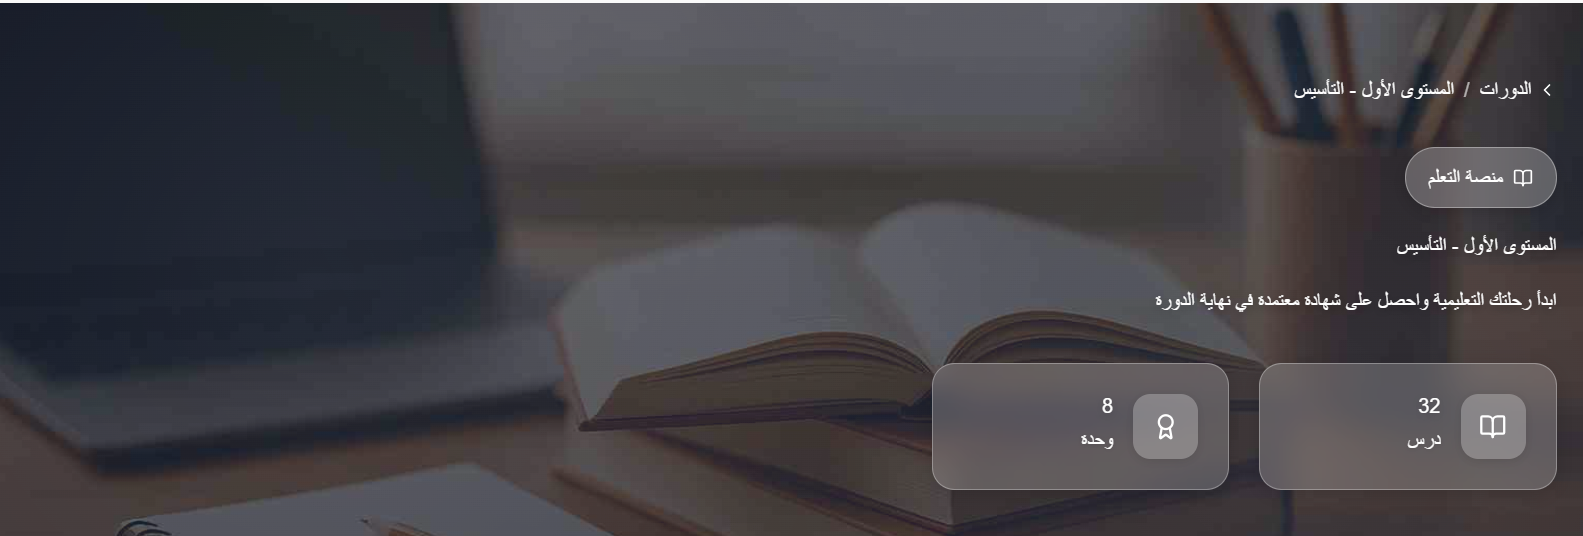 الدورات / المستوى الأول - التأسيس
منصة التعلم
المستوى الأول - التأسيس
ابدأ رحلتك التعليمية واحصل على شهادة معتمدة في نهاية الدورة
32
درس
8
وحدة